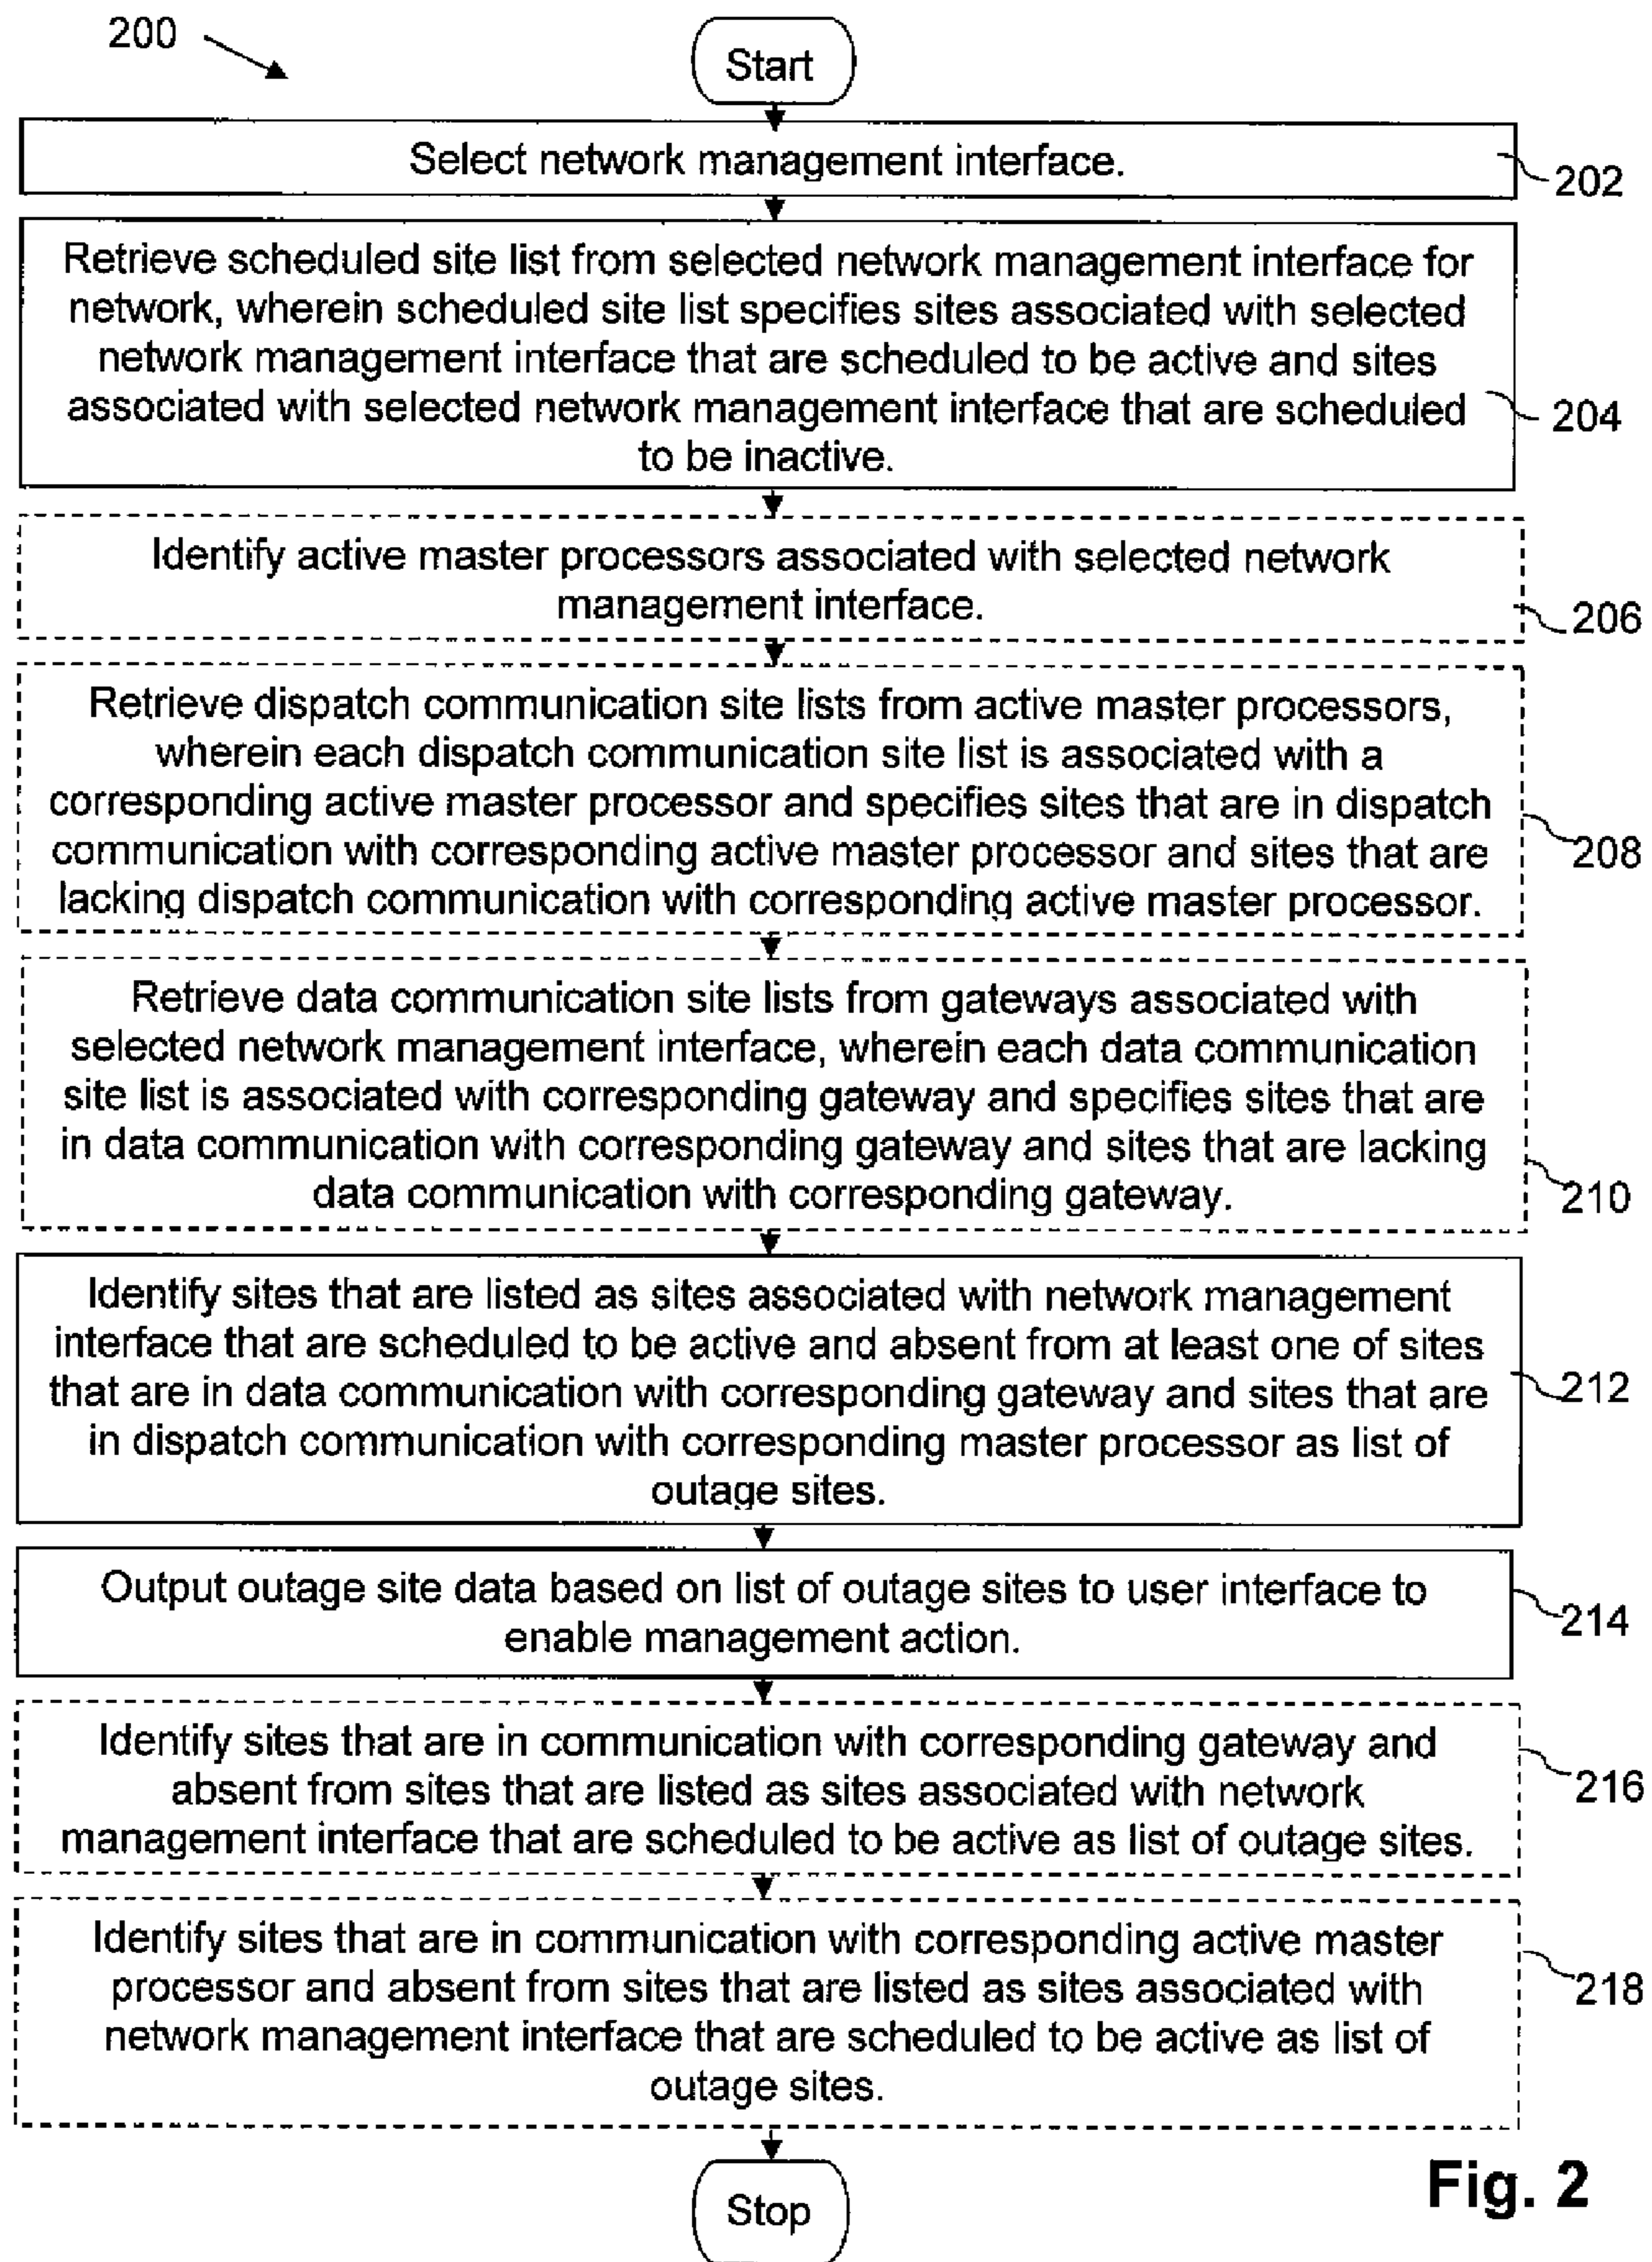 200
Start
Select network management interface.
202
Retrieve scheduled site list from selected network management interface for
network, wherein scheduled site list specifies sites associated with selected
network management interface that are scheduled to be active and sites
associated with selected network management interface that are scheduled
to be inactive.
204
Identify active master processors associated with selected network
management interface.
206
Retrieve dispatch communication site lists from active master processors,
wherein each dispatch communication site list is associated with a
corresponding active master processor and specifies sites that are in dispatch
communication with corresponding active master processor and sites that are
lacking dispatch communication with corresponding active master processor.
208
Retrieve data communication site lists from gateways associated with
selected network management interface, wherein each data communication
site list is associated with corresponding gateway and specifies sites that are
in data communication with corresponding gateway and sites that are lacking
data communication with corresponding gateway.
210
Identify sites that are listed as sites associated with network management
interface that are scheduled to be active and absent from at least one of sites
that are in data communication with corresponding gateway and sites that are
in dispatch communication with corresponding master processor as list of
outage sites.
212
Output outage site data based on list of outage sites to user interface to
enable management action.
214
Identify sites that are in communication with corresponding gateway and
absent from sites that are listed as sites associated with network
management interface that are scheduled to be active as list of outage sites.
216
Identify sites that are in communication with corresponding active master
processor and absent from sites that are listed as sites associated with
network management interface that are scheduled to be active as list of
outage sites.
218
Stop
Fig. 2